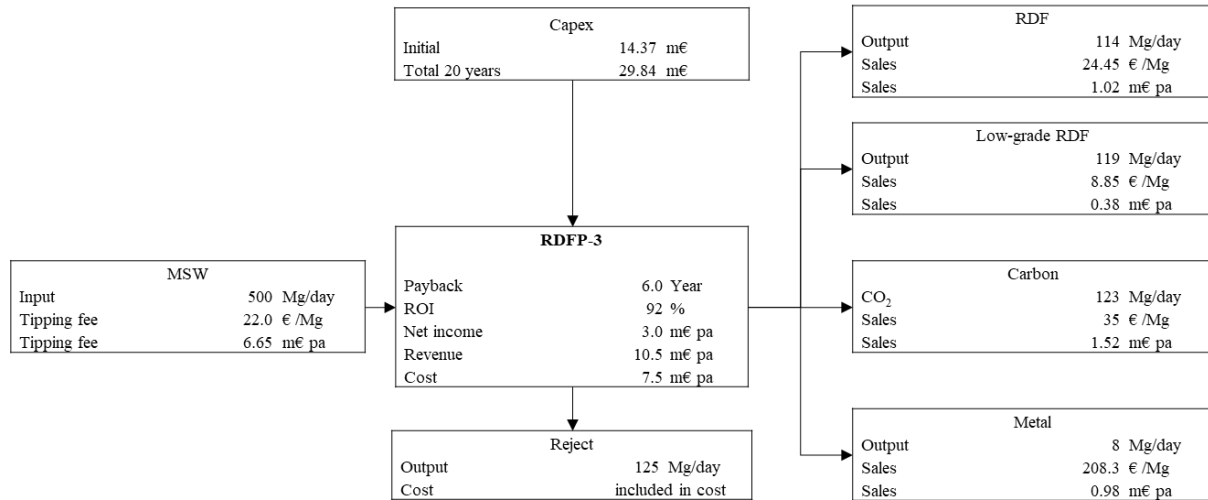 Capex
Initial 14.37 m€
Total 20 years 29.84 m€
MSW
Input 500 Mg/day
Tipping fee 22.0 € /Mg
Tipping fee 6.65 m€ pa
RDFP-3
Payback 6.0 Year
ROI 92 %
Net income 3.0 m€ pa
Revenue 10.5 m€ pa
Cost 7.5 m€ pa
Reject
Output 125 Mg/day
Cost included in cost
RDF
Output 114 Mg/day
Sales 24.45 € /Mg
Sales 1.02 m€ pa
Low-grade RDF
Output 119 Mg/day
Sales 8.85 € /Mg
Sales 0.38 m€ pa
Carbon
CO₂ 123 Mg/day
Sales 35 € /Mg
Sales 1.52 m€ pa
Metal
Output 8 Mg/day
Sales 208.3 € /Mg
Sales 0.98 m€ pa